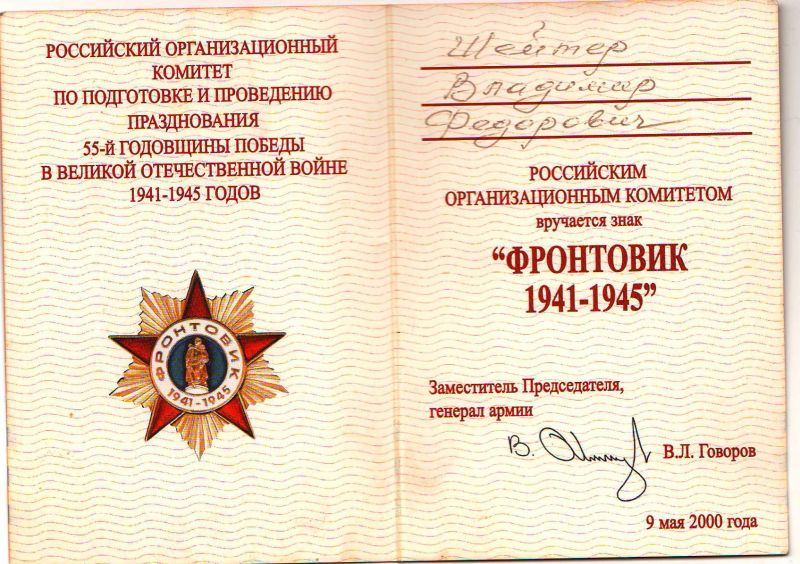 РОССИЙСКИЙ ОРГАНИЗАЦИОННЫЙ
КОМИТЕТ
ПО ПОДГОТОВКЕ И ПРОВЕДЕНИЮ
ПРАЗДНОВАНИЯ
55-й ГОДОВЩИНЫ ПОБЕДЫ
В ВЕЛИКОЙ ОТЕЧЕСТВЕННОЙ ВОЙНЕ
1941-1945 ГОДОВ
ФРОНТОВИК
1941-1945
Шейтер
Владимир
Федорович
РОССИЙСКИМ
ОРГАНИЗАЦИОННЫМ КОМИТЕТОМ
вручается знак
“ФРОНТОВИК
1941-1945”
Заместитель Председателя,
генерал армии
В.Л. Говоров
9 мая 2000 года